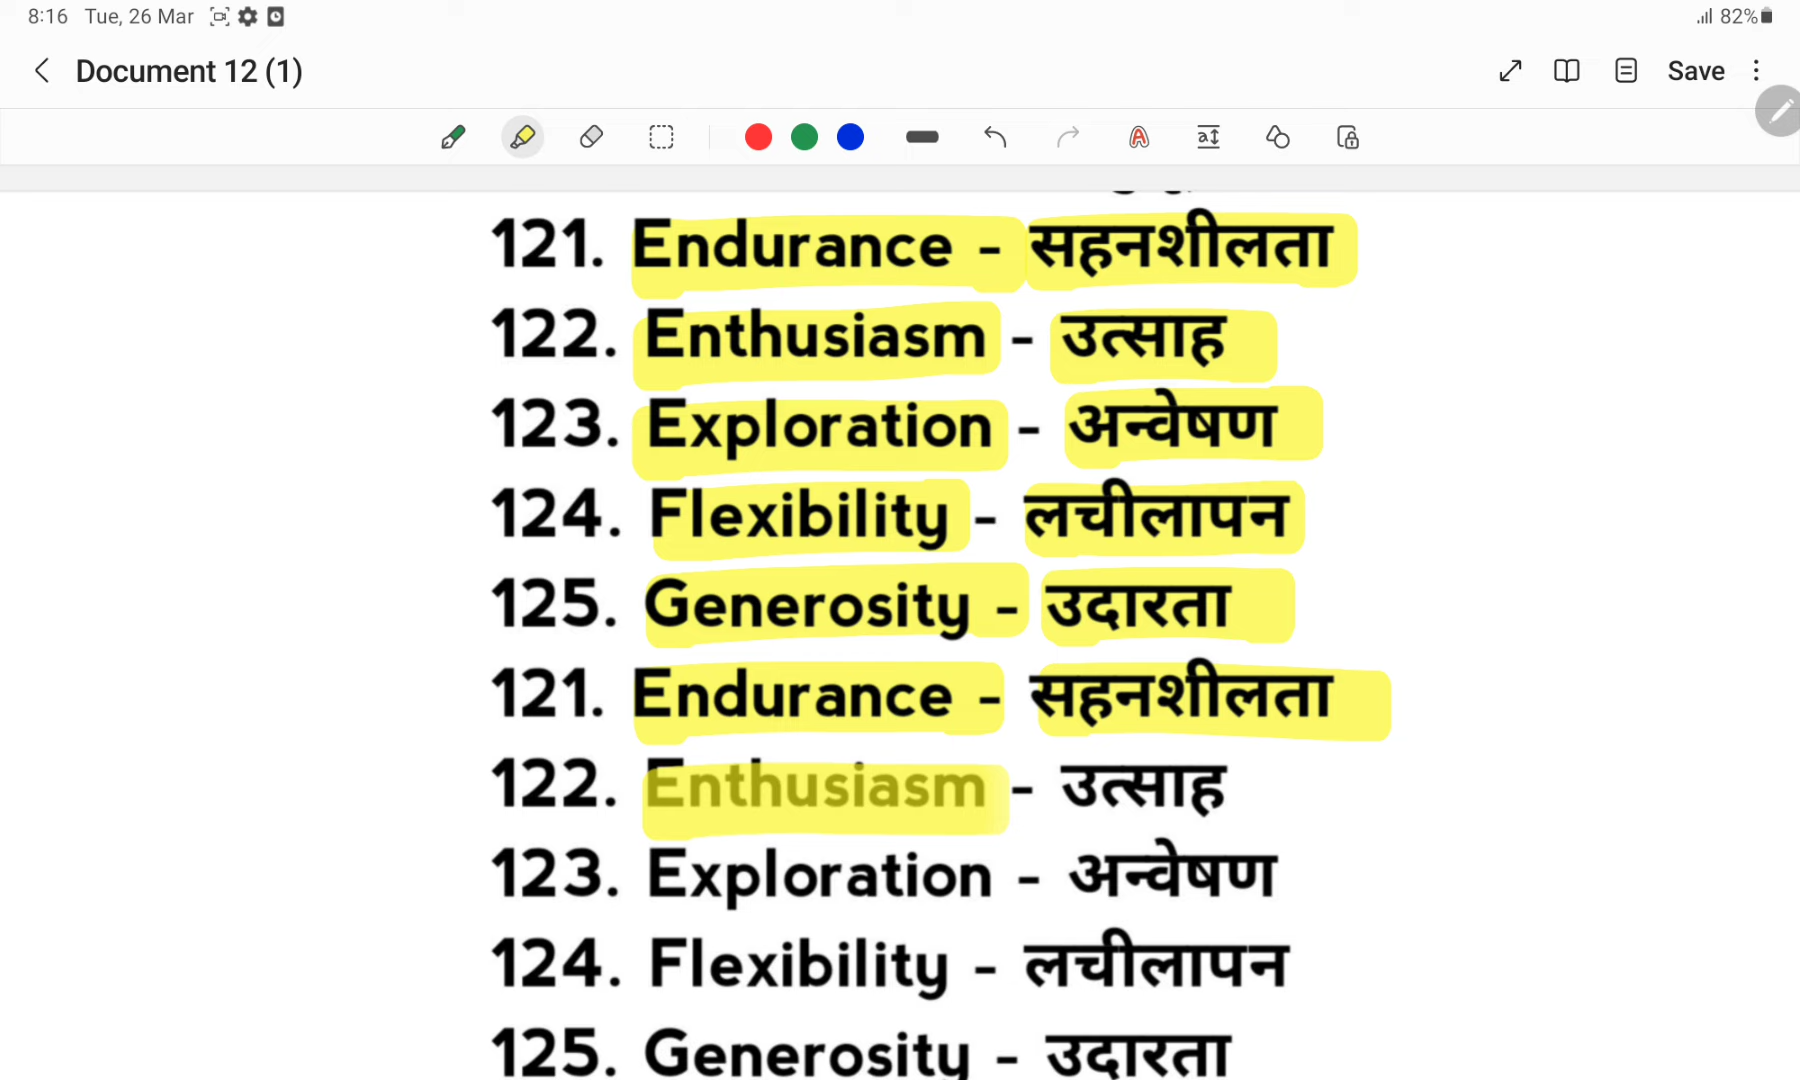 8:16 Tue, 26 Mar 82%
Document 12 (1) Save
121. Endurance - सहनशीलता
122. Enthusiasm - उत्साह
123. Exploration - अन्वेषण
124. Flexibility - लचीलापन
125. Generosity - उदारता
121. Endurance - सहनशीलता
122. Enthusiasm - उत्साह
123. Exploration - अन्वेषण
124. Flexibility - लचीलापन
125. Generosity - उदारता